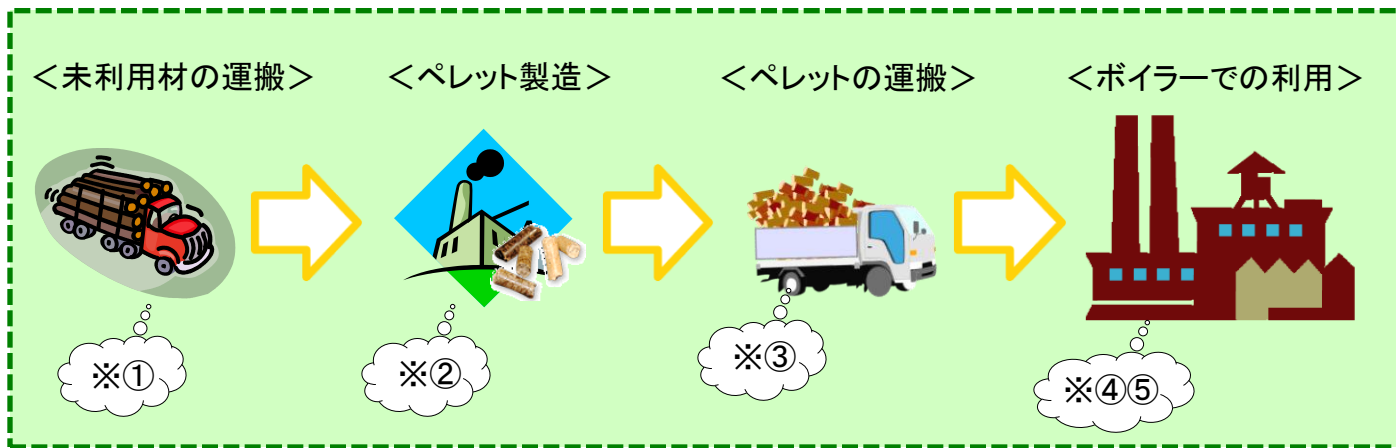 <未利用材の運搬>
<ペレット製造>
<ペレットの運搬>
<ボイラーでの利用>
※①
※②
※③
※④⑤